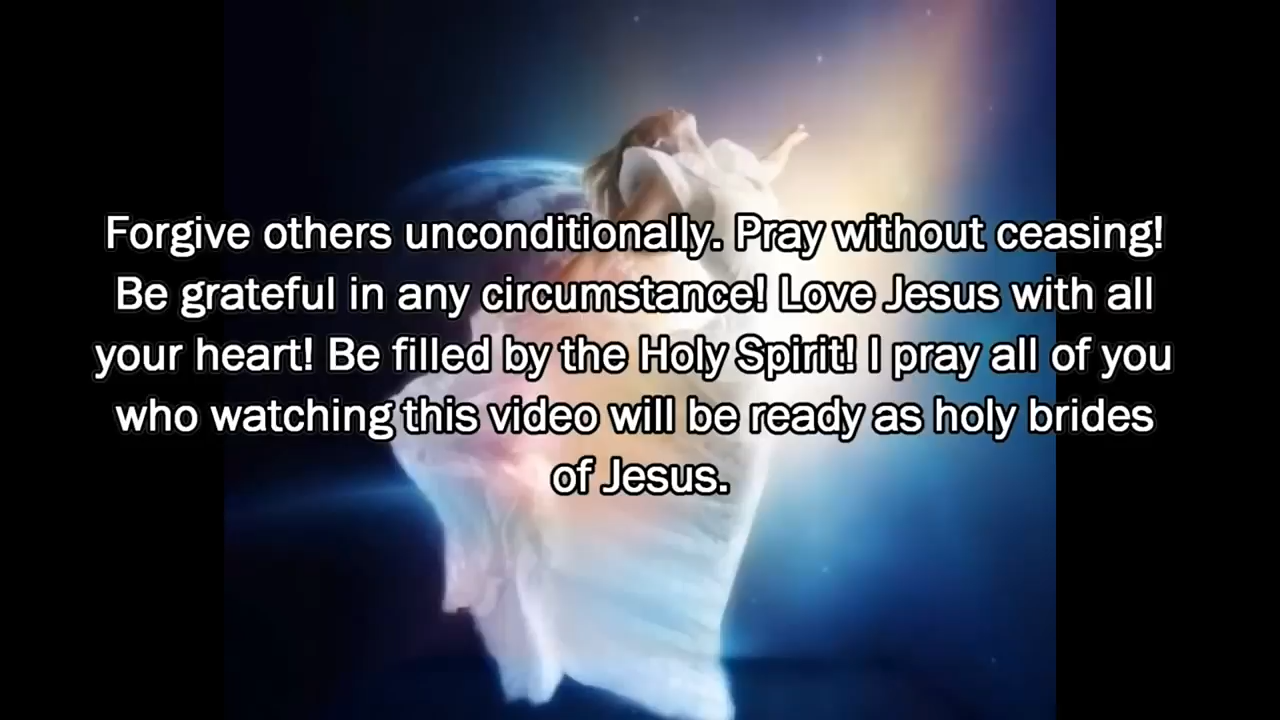 Forgive others unconditionally. Pray without ceasing!
Be grateful in any circumstance! Love Jesus with all
your heart! Be filled by the Holy Spirit! I pray all of you
who watching this video will be ready as holy brides
of Jesus.